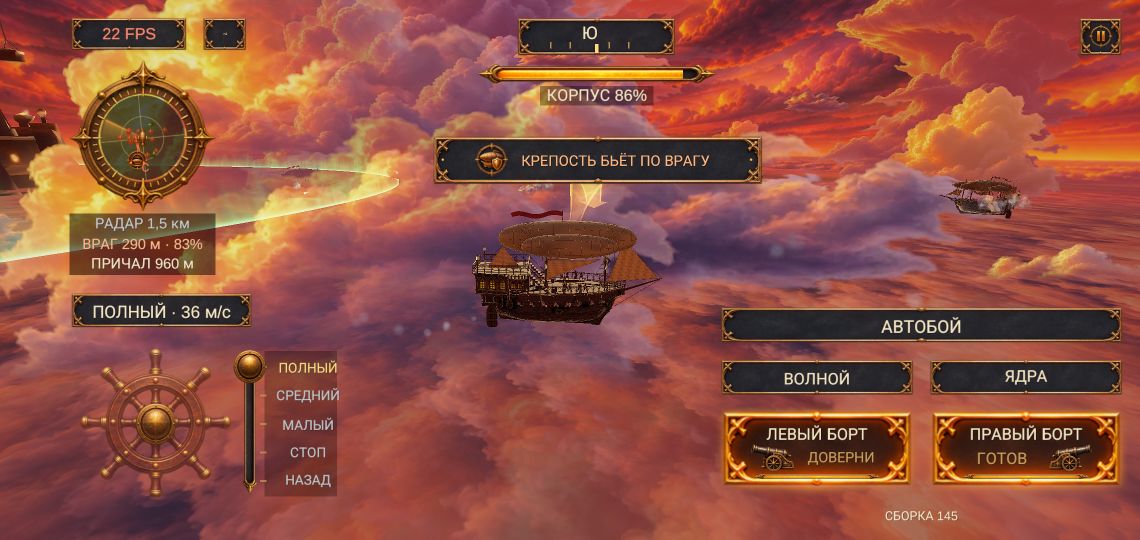 22 FPS
Ю
КОРПУС 86%
КРЕПОСТЬ БЬЁТ ПО ВРАГУ
С
РАДАР 1,5 км
ВРАГ 290 м · 83%
ПРИЧАЛ 960 м
ПОЛНЫЙ · 36 м/с
ПОЛНЫЙ
СРЕДНИЙ
МАЛЫЙ
СТОП
НАЗАД
АВТОБОЙ
ВОЛНОЙ
ЯДРА
ЛЕВЫЙ БОРТ
ДОВЕРНИ
ПРАВЫЙ БОРТ
ГОТОВ
СБОРКА 145